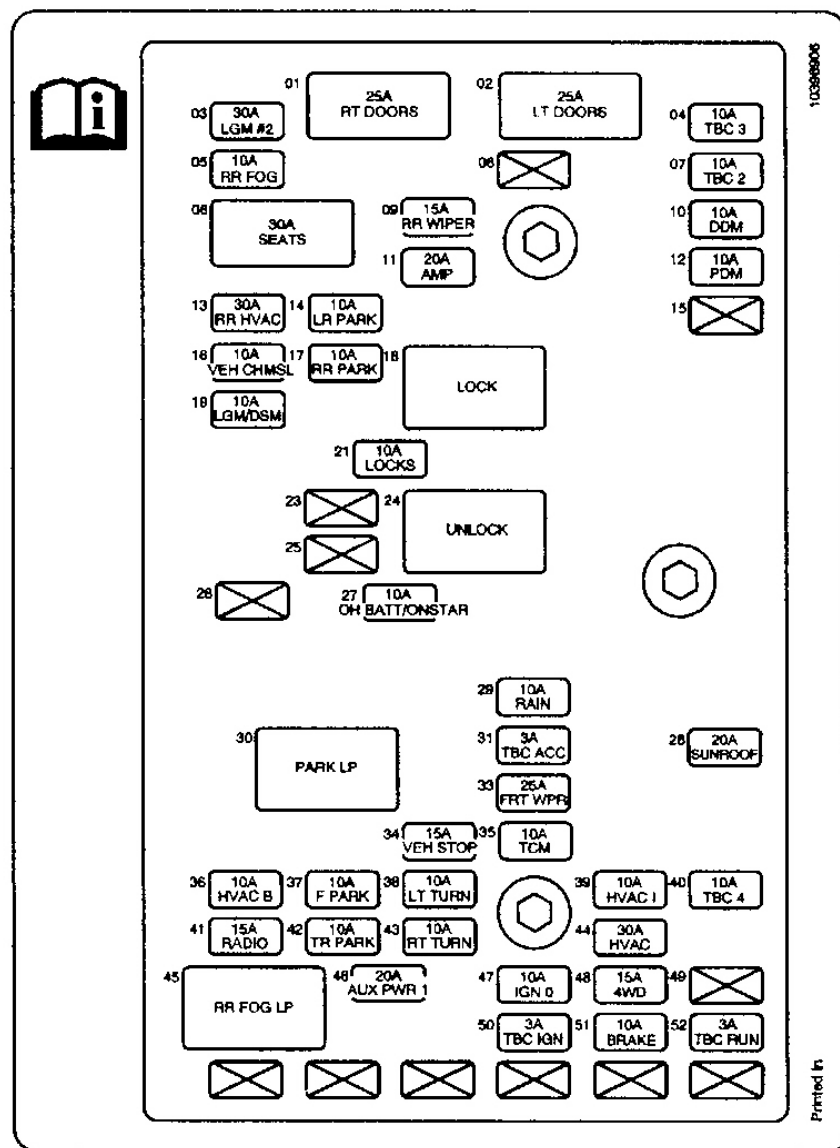 10398906
i
01 25A
RT DOORS
02 25A
LT DOORS
03 30A
LGM #2
04 10A
TBC 3
05 10A
RR FOG
06
07 10A
TBC 2
08 30A
SEATS
09 15A
RR WIPER
10 10A
DDM
11 20A
AMP
12 10A
PDM
13 30A
RR HVAC
14 10A
LR PARK
15
16 10A
VEH CHMSL
17 10A
RR PARK
18 LOCK
19 10A
LGM/DSM
21 10A
LOCKS
23
24 UNLOCK
25
26
27 10A
OH BATT/ONSTAR
29 10A
RAIN
30 PARK LP
31 3A
TBC ACC
28 20A
SUNROOF
33 25A
FRT WPR
34 15A
VEH STOP
35 10A
TCM
36 10A
HVAC B
37 10A
F PARK
38 10A
LT TURN
39 10A
HVAC I
40 10A
TBC 4
41 15A
RADIO
42 10A
TR PARK
43 10A
RT TURN
44 30A
HVAC
45 RR FOG LP
46 20A
AUX PWR 1
47 10A
IGN 0
48 15A
4WD
49
50 3A
TBC IGN
51 10A
BRAKE
52 3A
TBC RUN
Printed in